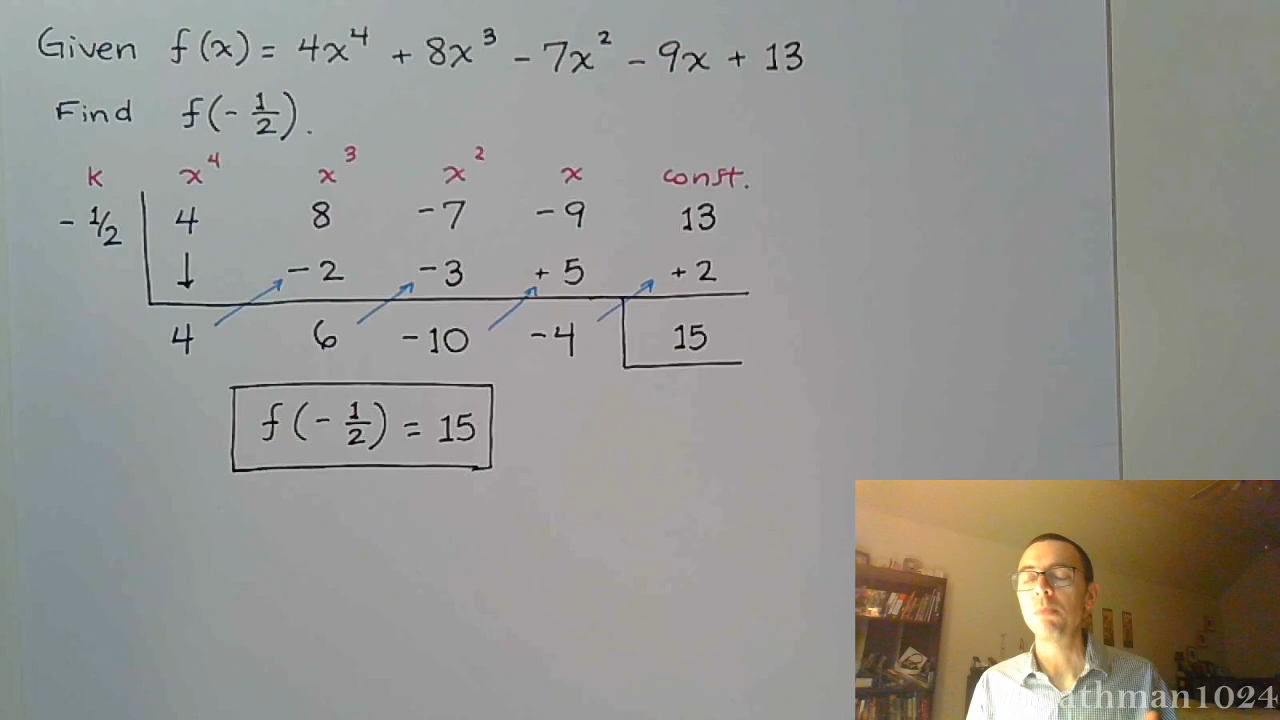 Given f(x) = 4x⁴ + 8x³ - 7x² - 9x + 13
Find f(-1/2).
k x⁴ x³ x² x const.
-1/2 4 8 -7 -9 13
↓ -2 -3 +5 +2
4 6 -10 -4 15
f(-1/2) = 15
athman1024